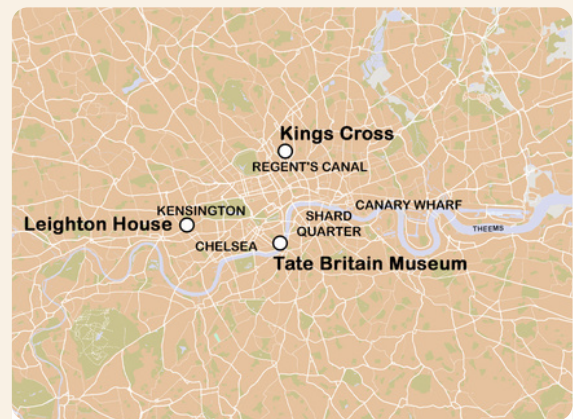 Kings Cross
REGENT'S CANAL
KENSINGTON
CANARY WHARF
Leighton House
SHARD
QUARTER
THEEMS
CHELSEA
Tate Britain Museum